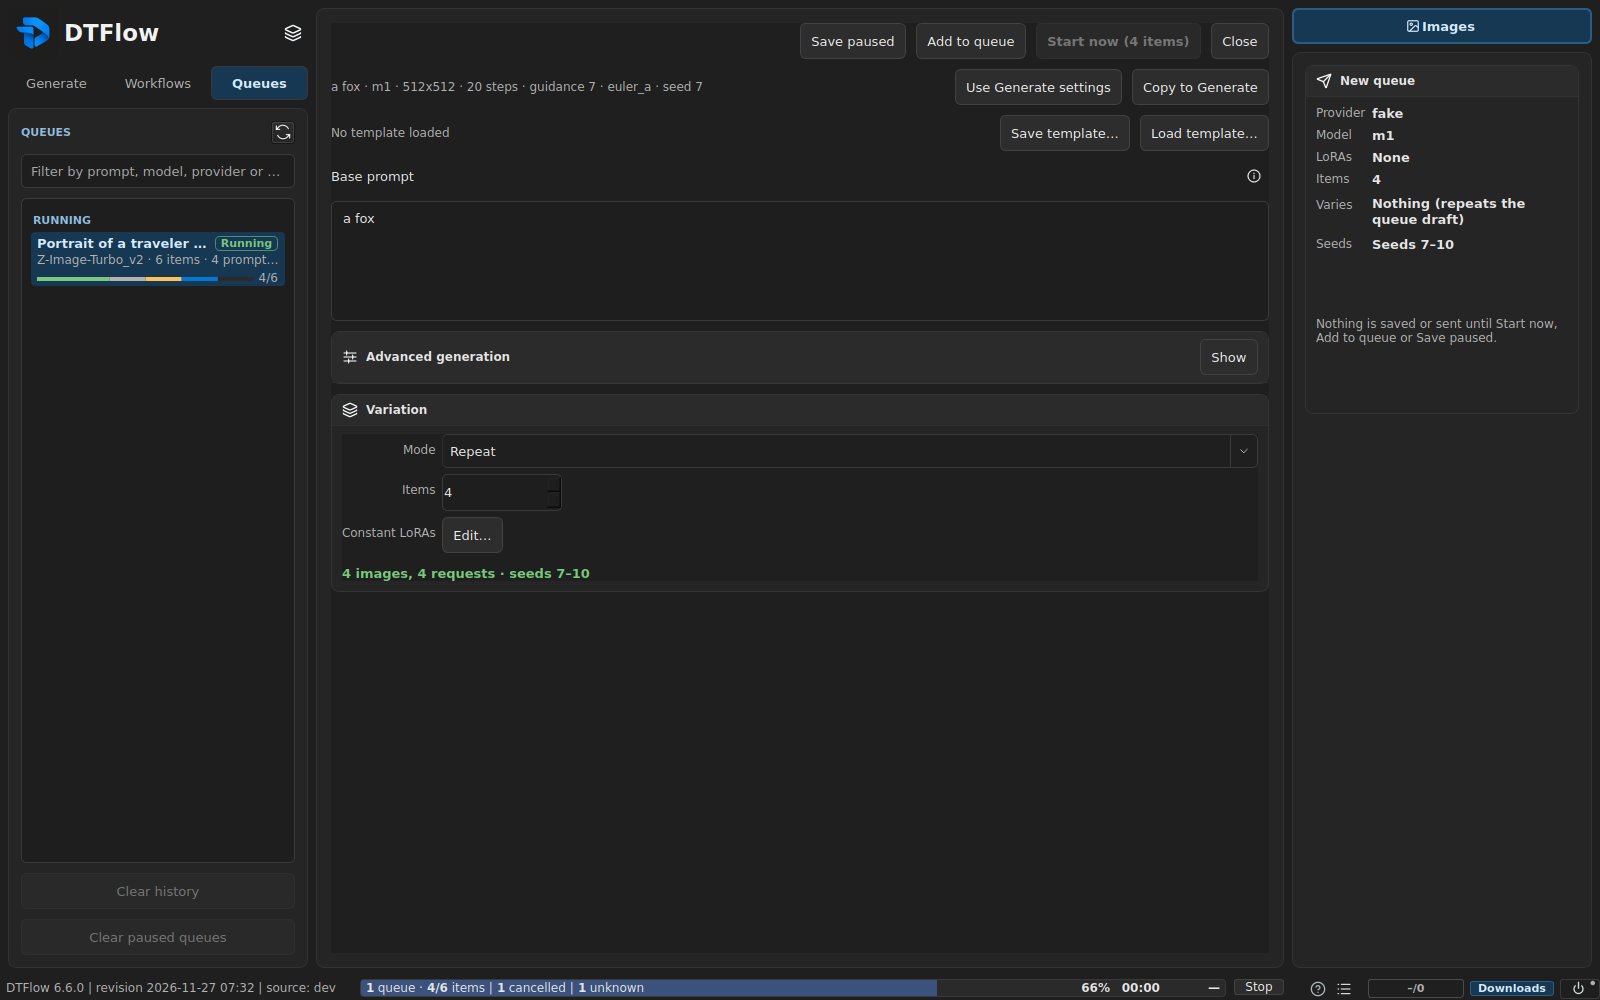 DTFlow
Generate
Workflows
Queues
QUEUES
Filter by prompt, model, provider or ...
RUNNING
Portrait of a traveler ...
Running
Z-Image-Turbo_v2 · 6 items · 4 prompt...
4/6
Clear history
Clear paused queues
Save paused
Add to queue
Start now (4 items)
Close
a fox · m1 · 512x512 · 20 steps · guidance 7 · euler_a · seed 7
Use Generate settings
Copy to Generate
No template loaded
Save template...
Load template...
Base prompt
a fox
Advanced generation
Show
Variation
Mode
Repeat
Items
4
Constant LoRAs
Edit...
4 images, 4 requests · seeds 7–10
Images
New queue
Provider fake
Model m1
LoRAs None
Items 4
Varies Nothing (repeats the
queue draft)
Seeds Seeds 7–10
Nothing is saved or sent until Start now,
Add to queue or Save paused.
DTFlow 6.6.0 | revision 2026-11-27 07:32 | source: dev
1 queue · 4/6 items | 1 cancelled | 1 unknown
66% 00:00 —
Stop
–/0
Downloads